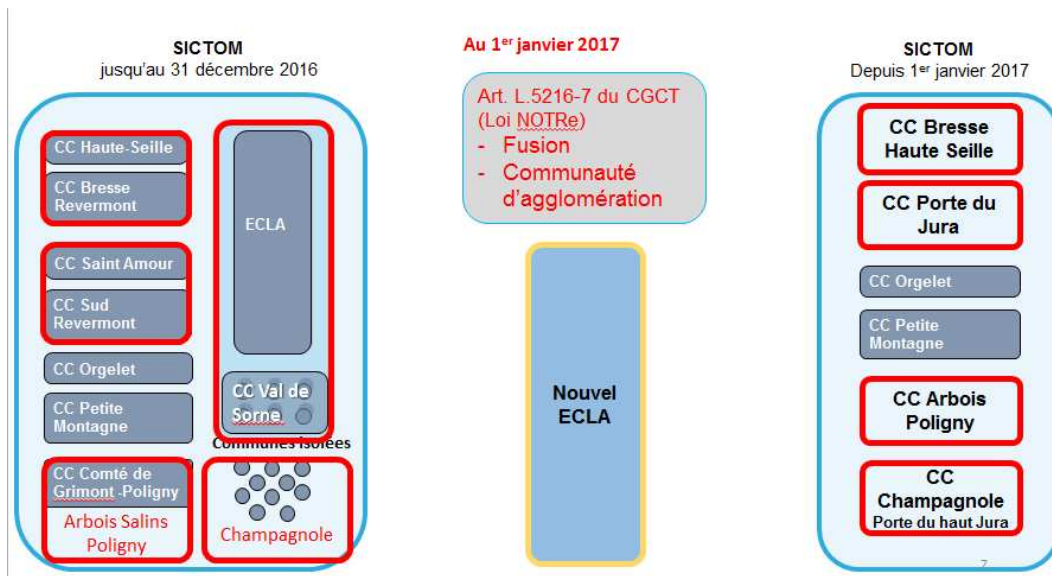 SICTOM
jusqu'au 31 décembre 2016
CC Haute-Seille
CC Bresse
Revermont
CC Saint Amour
CC Sud
Revermont
CC Orgelet
CC Petite
Montagne
CC Comté de
Grimont -Poligny
Arbois Salins
Poligny
ECLA
CC Val de
Sorne
Communes isolées
Champagnole
Au 1er janvier 2017
Art. L.5216-7 du CGCT
(Loi NOTRe)
- Fusion
- Communauté
d'agglomération
Nouvel
ECLA
SICTOM
Depuis 1er janvier 2017
CC Bresse
Haute Seille
CC Porte du
Jura
CC Orgelet
CC Petite
Montagne
CC Arbois
Poligny
CC
Champagnole
Porte du haut Jura
7